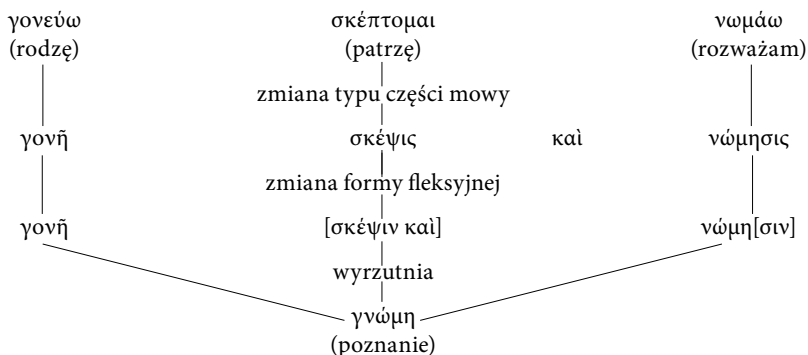 γονεύω σκέπτομαι νωμάω
(rodzę) (patrzę) (rozważam)
zmiana typu części mowy
γονῆ σκέψις καὶ νώμησις
zmiana formy fleksyjnej
γονῆ [σκέψιν καὶ] νώμη[σιν]
wyrzutnia
γνώμη
(poznanie)